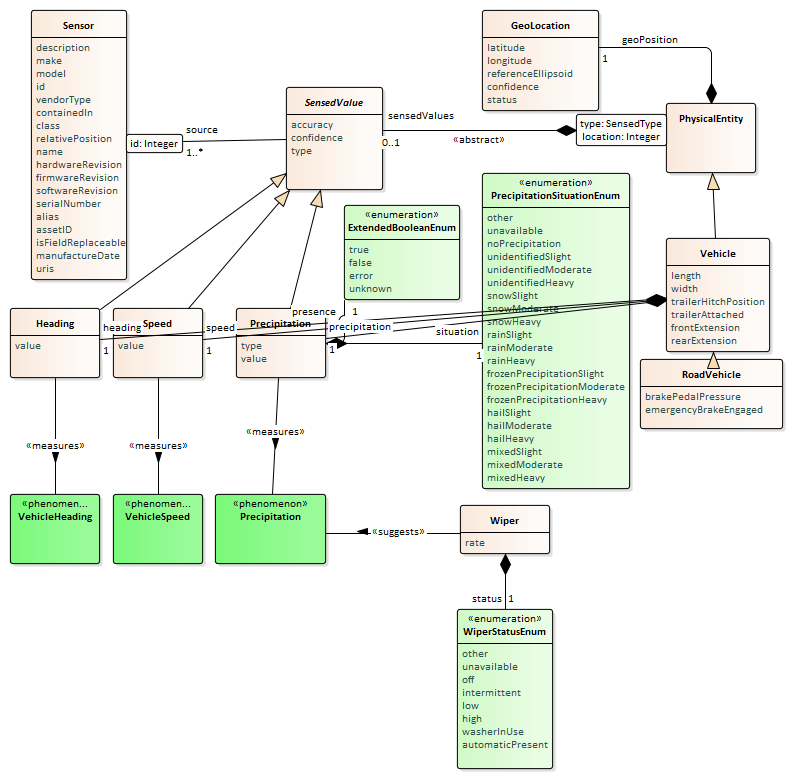 Sensor
description
make
model
id
vendorType
containedIn
class
relativePosition
name
hardwareRevision
firmwareRevision
softwareRevision
serialNumber
alias
assetID
isFieldReplaceable
manufactureDate
uris
id: Integer
source
1..*
SensedValue
accuracy
confidence
type
sensedValues
0..1
«abstract»
type: SensedType
location: Integer
GeoLocation
latitude
longitude
referenceEllipsoid
confidence
status
geoPosition
1
PhysicalEntity
«enumeration»
ExtendedBooleanEnum
true
false
error
unknown
«enumeration»
PrecipitationSituationEnum
other
unavailable
noPrecipitation
unidentifiedSlight
unidentifiedModerate
unidentifiedHeavy
snowSlight
snowModerate
snowHeavy
rainSlight
rainModerate
rainHeavy
frozenPrecipitationSlight
frozenPrecipitationModerate
frozenPrecipitationHeavy
hailSlight
hailModerate
hailHeavy
mixedSlight
mixedModerate
mixedHeavy
Vehicle
length
width
trailerHitchPosition
trailerAttached
frontExtension
rearExtension
RoadVehicle
brakePedalPressure
emergencyBrakeEngaged
Heading
value
heading
1
Speed
value
speed
1
Precipitation
type
value
presence
1
precipitation
1
situation
1
«measures»
«measures»
«measures»
«phenomen...
VehicleHeading
«phenomen...
VehicleSpeed
«phenomenon»
Precipitation
«suggests»
Wiper
rate
status
1
«enumeration»
WiperStatusEnum
other
unavailable
off
intermittent
low
high
washerInUse
automaticPresent